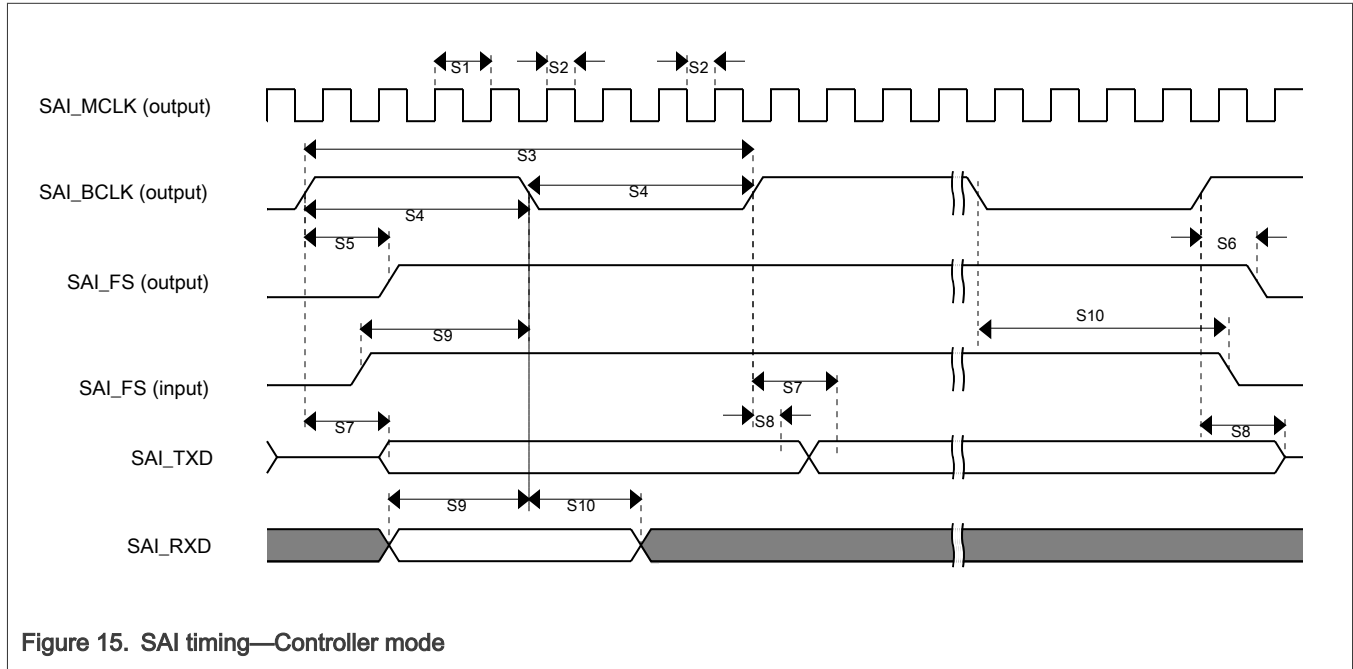 S1 S2 S2
SAI_MCLK (output)
S3
SAI_BCLK (output)
S4
S4
S5 S6
SAI_FS (output)
S9 S10
SAI_FS (input)
S7
S7 S8 S8
SAI_TXD
S9 S10
SAI_RXD
Figure 15. SAI timing—Controller mode